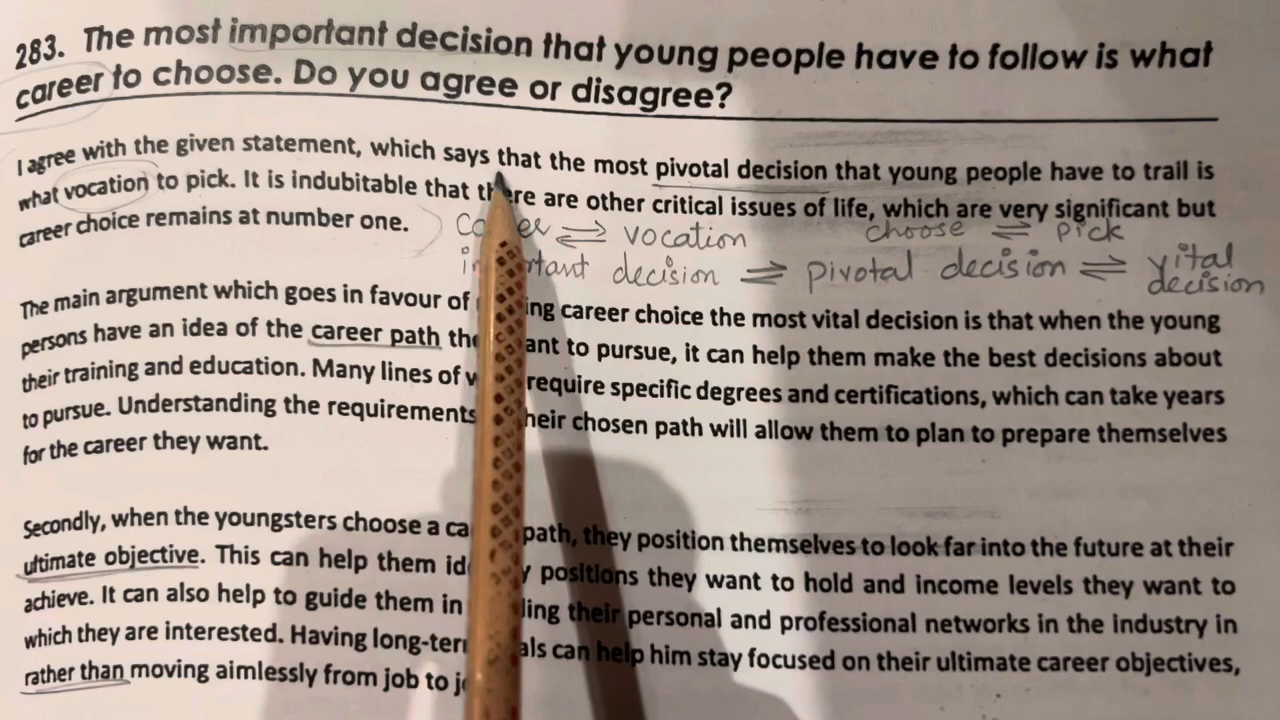 283. The most important decision that young people have to follow is what
career to choose. Do you agree or disagree?
I agree with the given statement, which says that the most pivotal decision that young people have to trail is
what vocation to pick. It is indubitable that there are other critical issues of life, which are very significant but
career choice remains at number one.
⇌ vocation choose ⇌ pick
decision ⇌ pivotal decision ⇌ vital
decision
The main argument which goes in favour of career choice the most vital decision is that when the young
persons have an idea of the career path to pursue, it can help them make the best decisions about
their training and education. Many lines of require specific degrees and certifications, which can take years
to pursue. Understanding the requirements their chosen path will allow them to plan to prepare themselves
for the career they want.
Secondly, when the youngsters choose a path, they position themselves to look far into the future at their
ultimate objective. This can help them positions they want to hold and income levels they want to
achieve. It can also help to guide them in their personal and professional networks in the industry in
which they are interested. Having can help him stay focused on their ultimate career objectives,
rather than moving aimlessly from job to